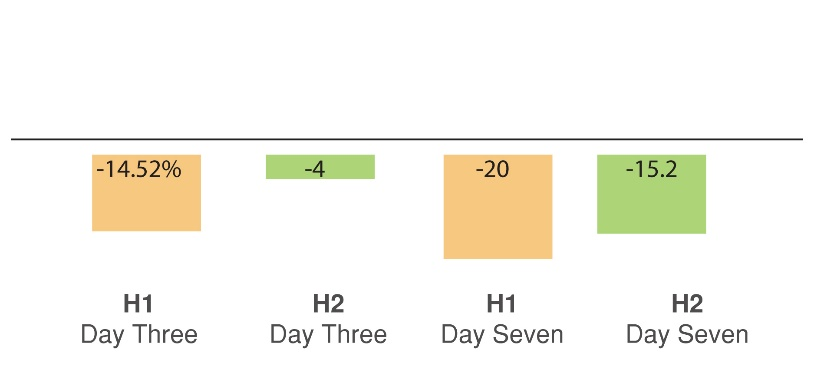 -14.52%
-4
-20
-15.2
H1
Day Three
H2
Day Three
H1
Day Seven
H2
Day Seven